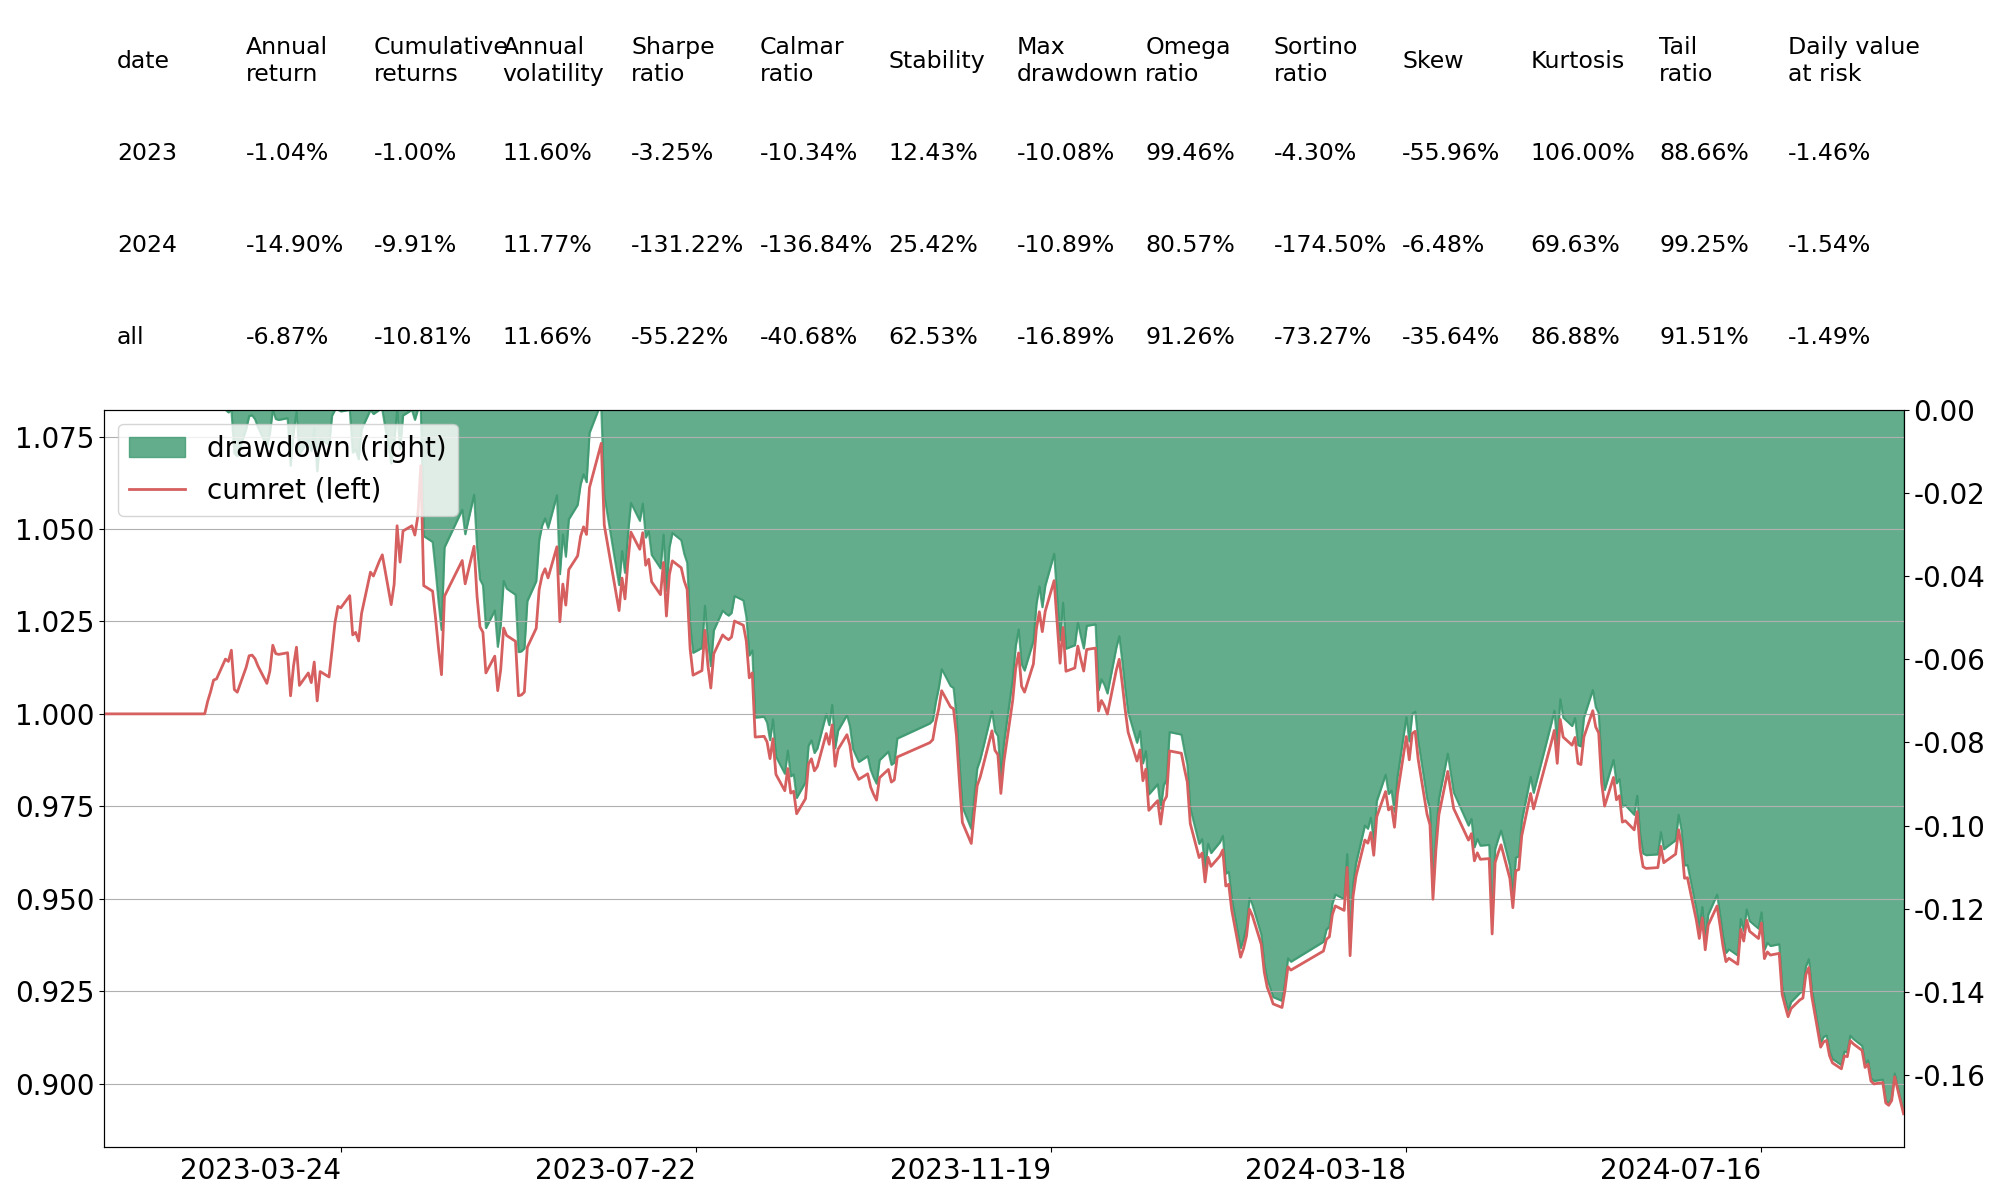 date Annual return Cumulative returns Annual volatility Sharpe ratio Calmar ratio Stability Max drawdown Omega ratio Sortino ratio Skew Kurtosis Tail ratio Daily value at risk
2023 -1.04% -1.00% 11.60% -3.25% -10.34% 12.43% -10.08% 99.46% -4.30% -55.96% 106.00% 88.66% -1.46%
2024 -14.90% -9.91% 11.77% -131.22% -136.84% 25.42% -10.89% 80.57% -174.50% -6.48% 69.63% 99.25% -1.54%
all -6.87% -10.81% 11.66% -55.22% -40.68% 62.53% -16.89% 91.26% -73.27% -35.64% 86.88% 91.51% -1.49%
drawdown (right)
cumret (left)
1.075
1.050
1.025
1.000
0.975
0.950
0.925
0.900
0.00
-0.02
-0.04
-0.06
-0.08
-0.10
-0.12
-0.14
-0.16
2023-03-24 2023-07-22 2023-11-19 2024-03-18 2024-07-16